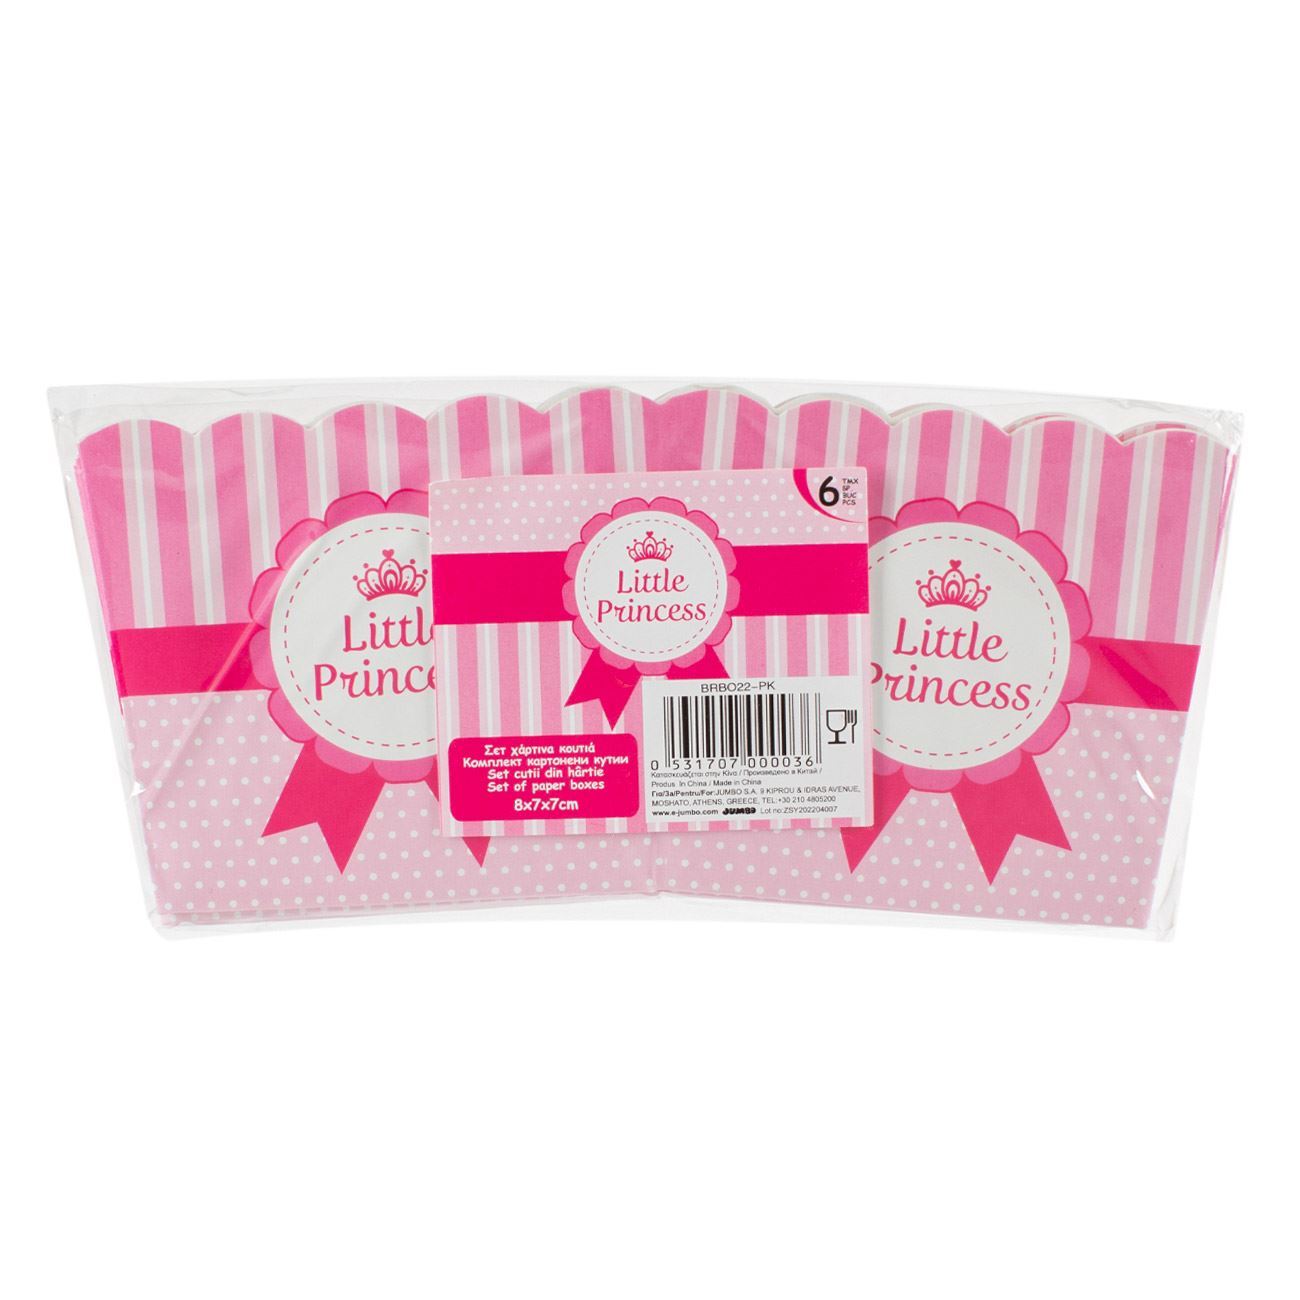 6 ΤΜΧ
БР
BUC
PCS
Little
Princess
Little
Princess
Little
Princess
BRBO22-PK
0 531707 000036
Σετ χάρτινα κουτιά
Комплект картонени кутии
Set cutii din hârtie
Set of paper boxes
8x7x7cm
Κατασκευάζεται στην Κίνα / Произведено в Китай /
Produs În China / Made in China
Για/За/Pentru/For:JUMBO S.A. 9 KIPROU & IDRAS AVENUE,
MOSHATO, ATHENS, GREECE, TEL:+30 210 4805200
www.e-jumbo.com JUMBO Lot no:ZSY202204007